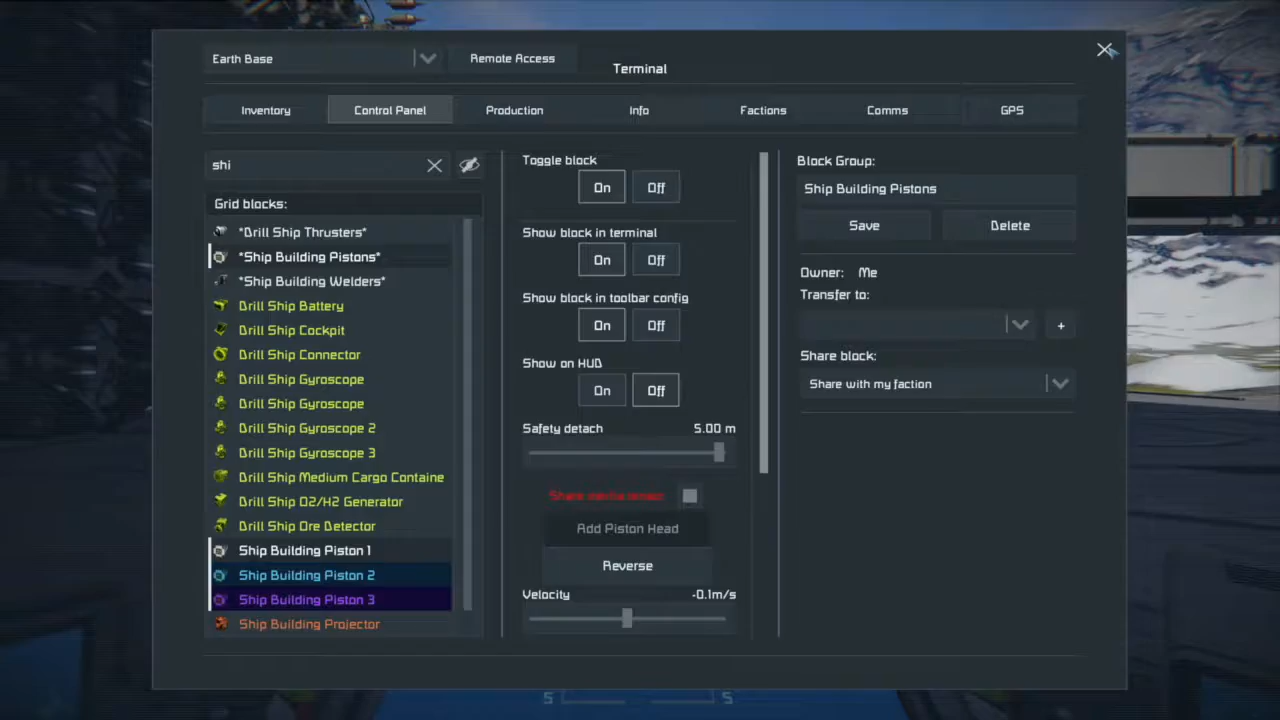 Earth Base
Remote Access
Terminal
Inventory
Control Panel
Production
Info
Factions
Comms
GPS
shi
Grid blocks:
*Drill Ship Thrusters*
*Ship Building Pistons*
*Ship Building Welders*
Drill Ship Battery
Drill Ship Cockpit
Drill Ship Connector
Drill Ship Gyroscope
Drill Ship Gyroscope
Drill Ship Gyroscope 2
Drill Ship Gyroscope 3
Drill Ship Medium Cargo Containe
Drill Ship O2/H2 Generator
Drill Ship Ore Detector
Ship Building Piston 1
Ship Building Piston 2
Ship Building Piston 3
Ship Building Projector
Toggle block
On Off
Show block in terminal
On Off
Show block in toolbar config
On Off
Show on HUD
On Off
Safety detach 5.00 m
Share inertia tensor
Add Piston Head
Reverse
Velocity -0.1m/s
Block Group:
Ship Building Pistons
Save Delete
Owner: Me
Transfer to:
+
Share block:
Share with my faction
5 5